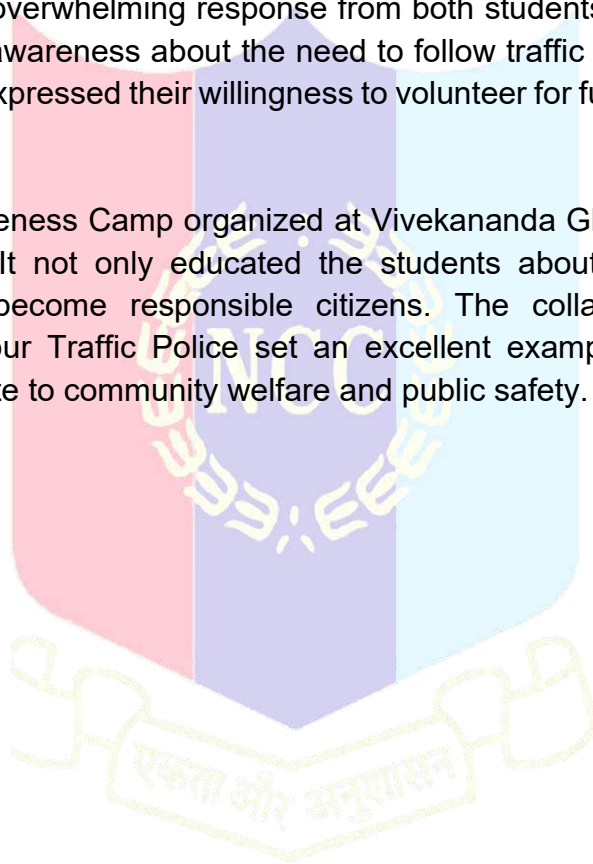 overwhelming response from both students
awareness about the need to follow traffic
xpressed their willingness to volunteer for fu
eness Camp organized at Vivekananda Gl
It not only educated the students about
become responsible citizens. The colla
our Traffic Police set an excellent examp
te to community welfare and public safety.
NCC
एकता और अनुशासन